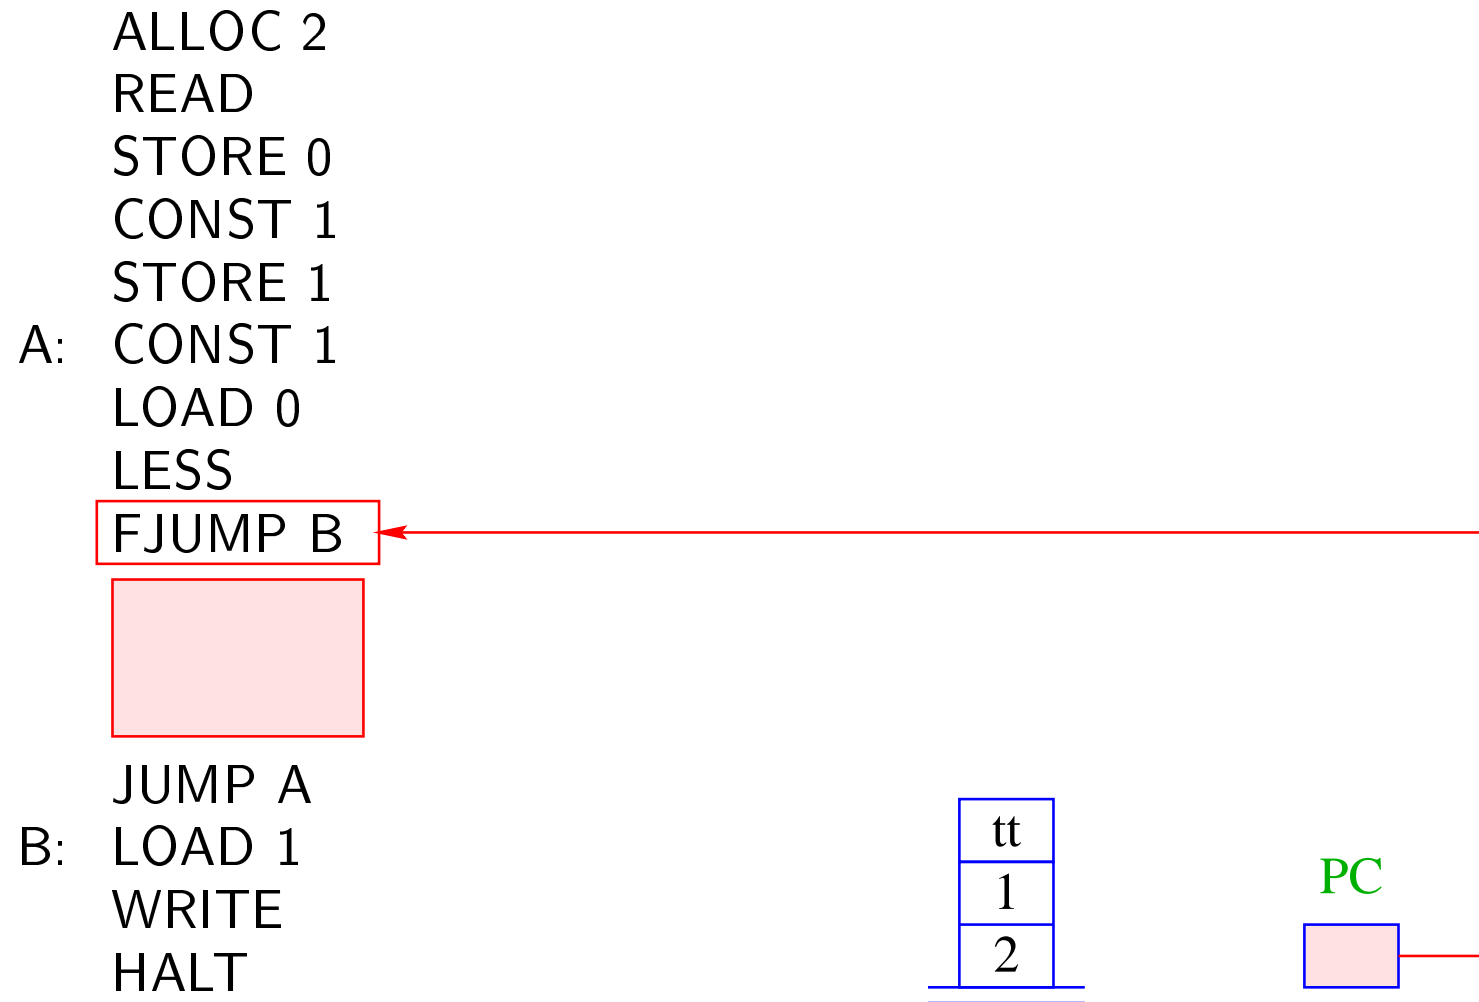 ALLOC 2
READ
STORE 0
CONST 1
STORE 1
A: CONST 1
LOAD 0
LESS
FJUMP B
JUMP A
B: LOAD 1
WRITE
HALT
tt
1
2
PC